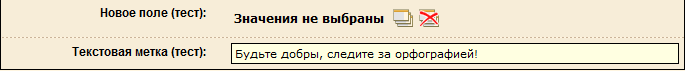 Новое поле (тест): Значения не выбраны
Текстовая метка (тест): Будьте добры, следите за орфографией!